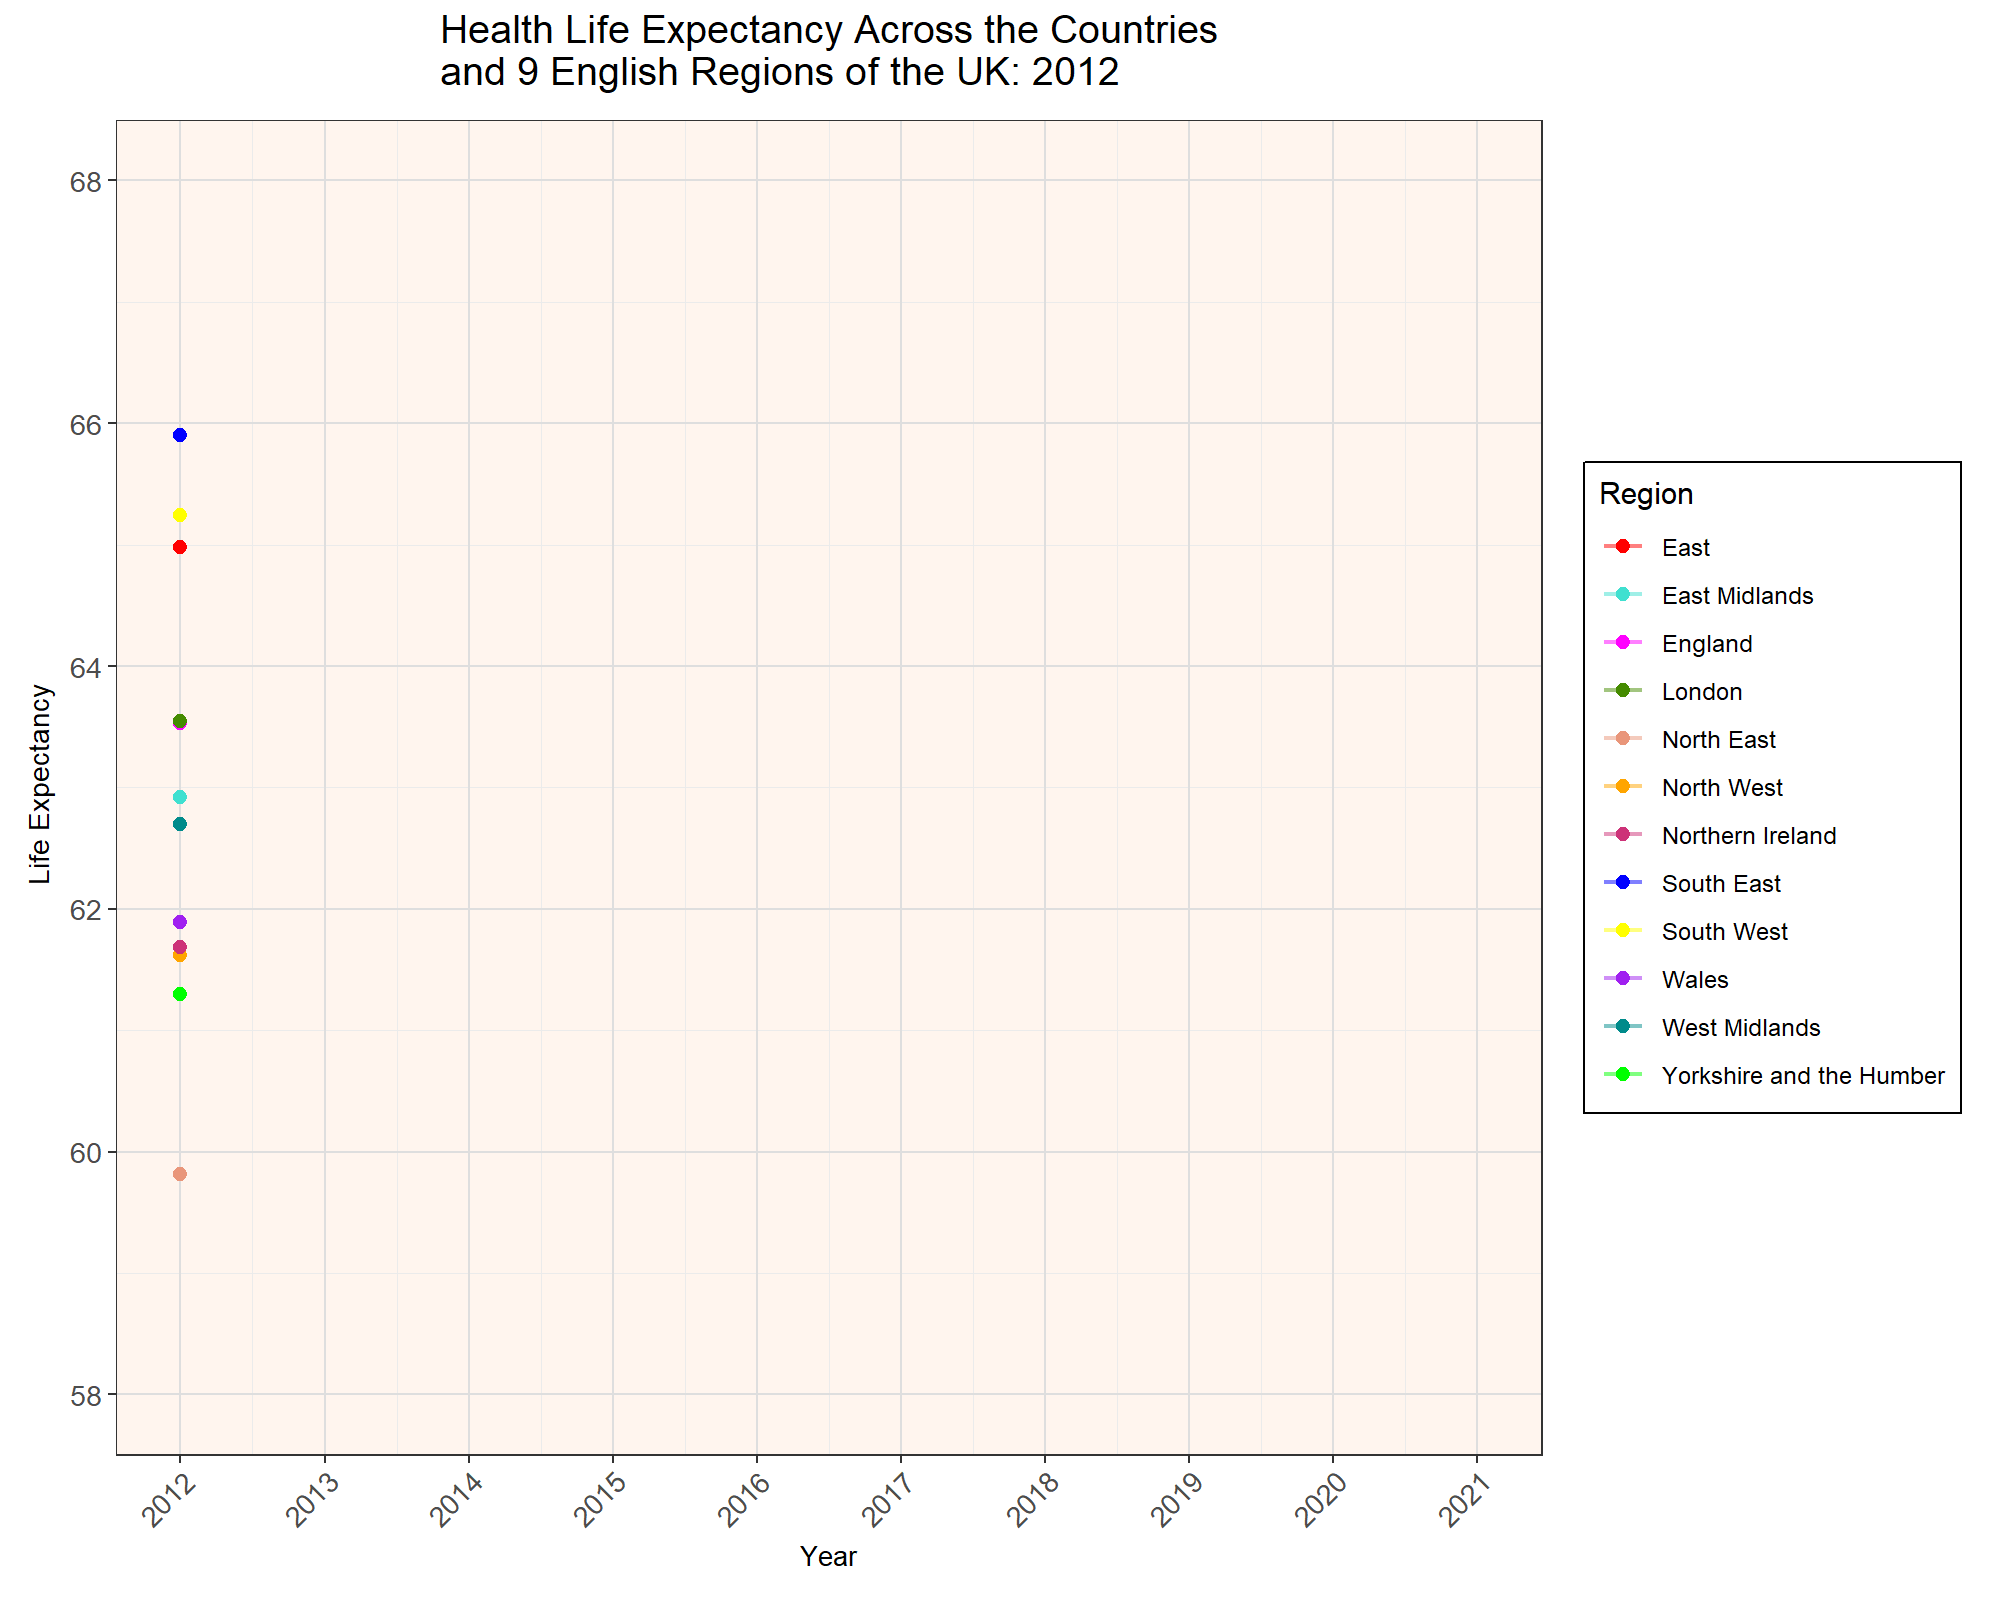 Health Life Expectancy Across the Countries
and 9 English Regions of the UK: 2012
68
66
64
62
60
58
Life Expectancy
2012
2013
2014
2015
2016
2017
2018
2019
2020
2021
Year
Region
East
East Midlands
England
London
North East
North West
Northern Ireland
South East
South West
Wales
West Midlands
Yorkshire and the Humber